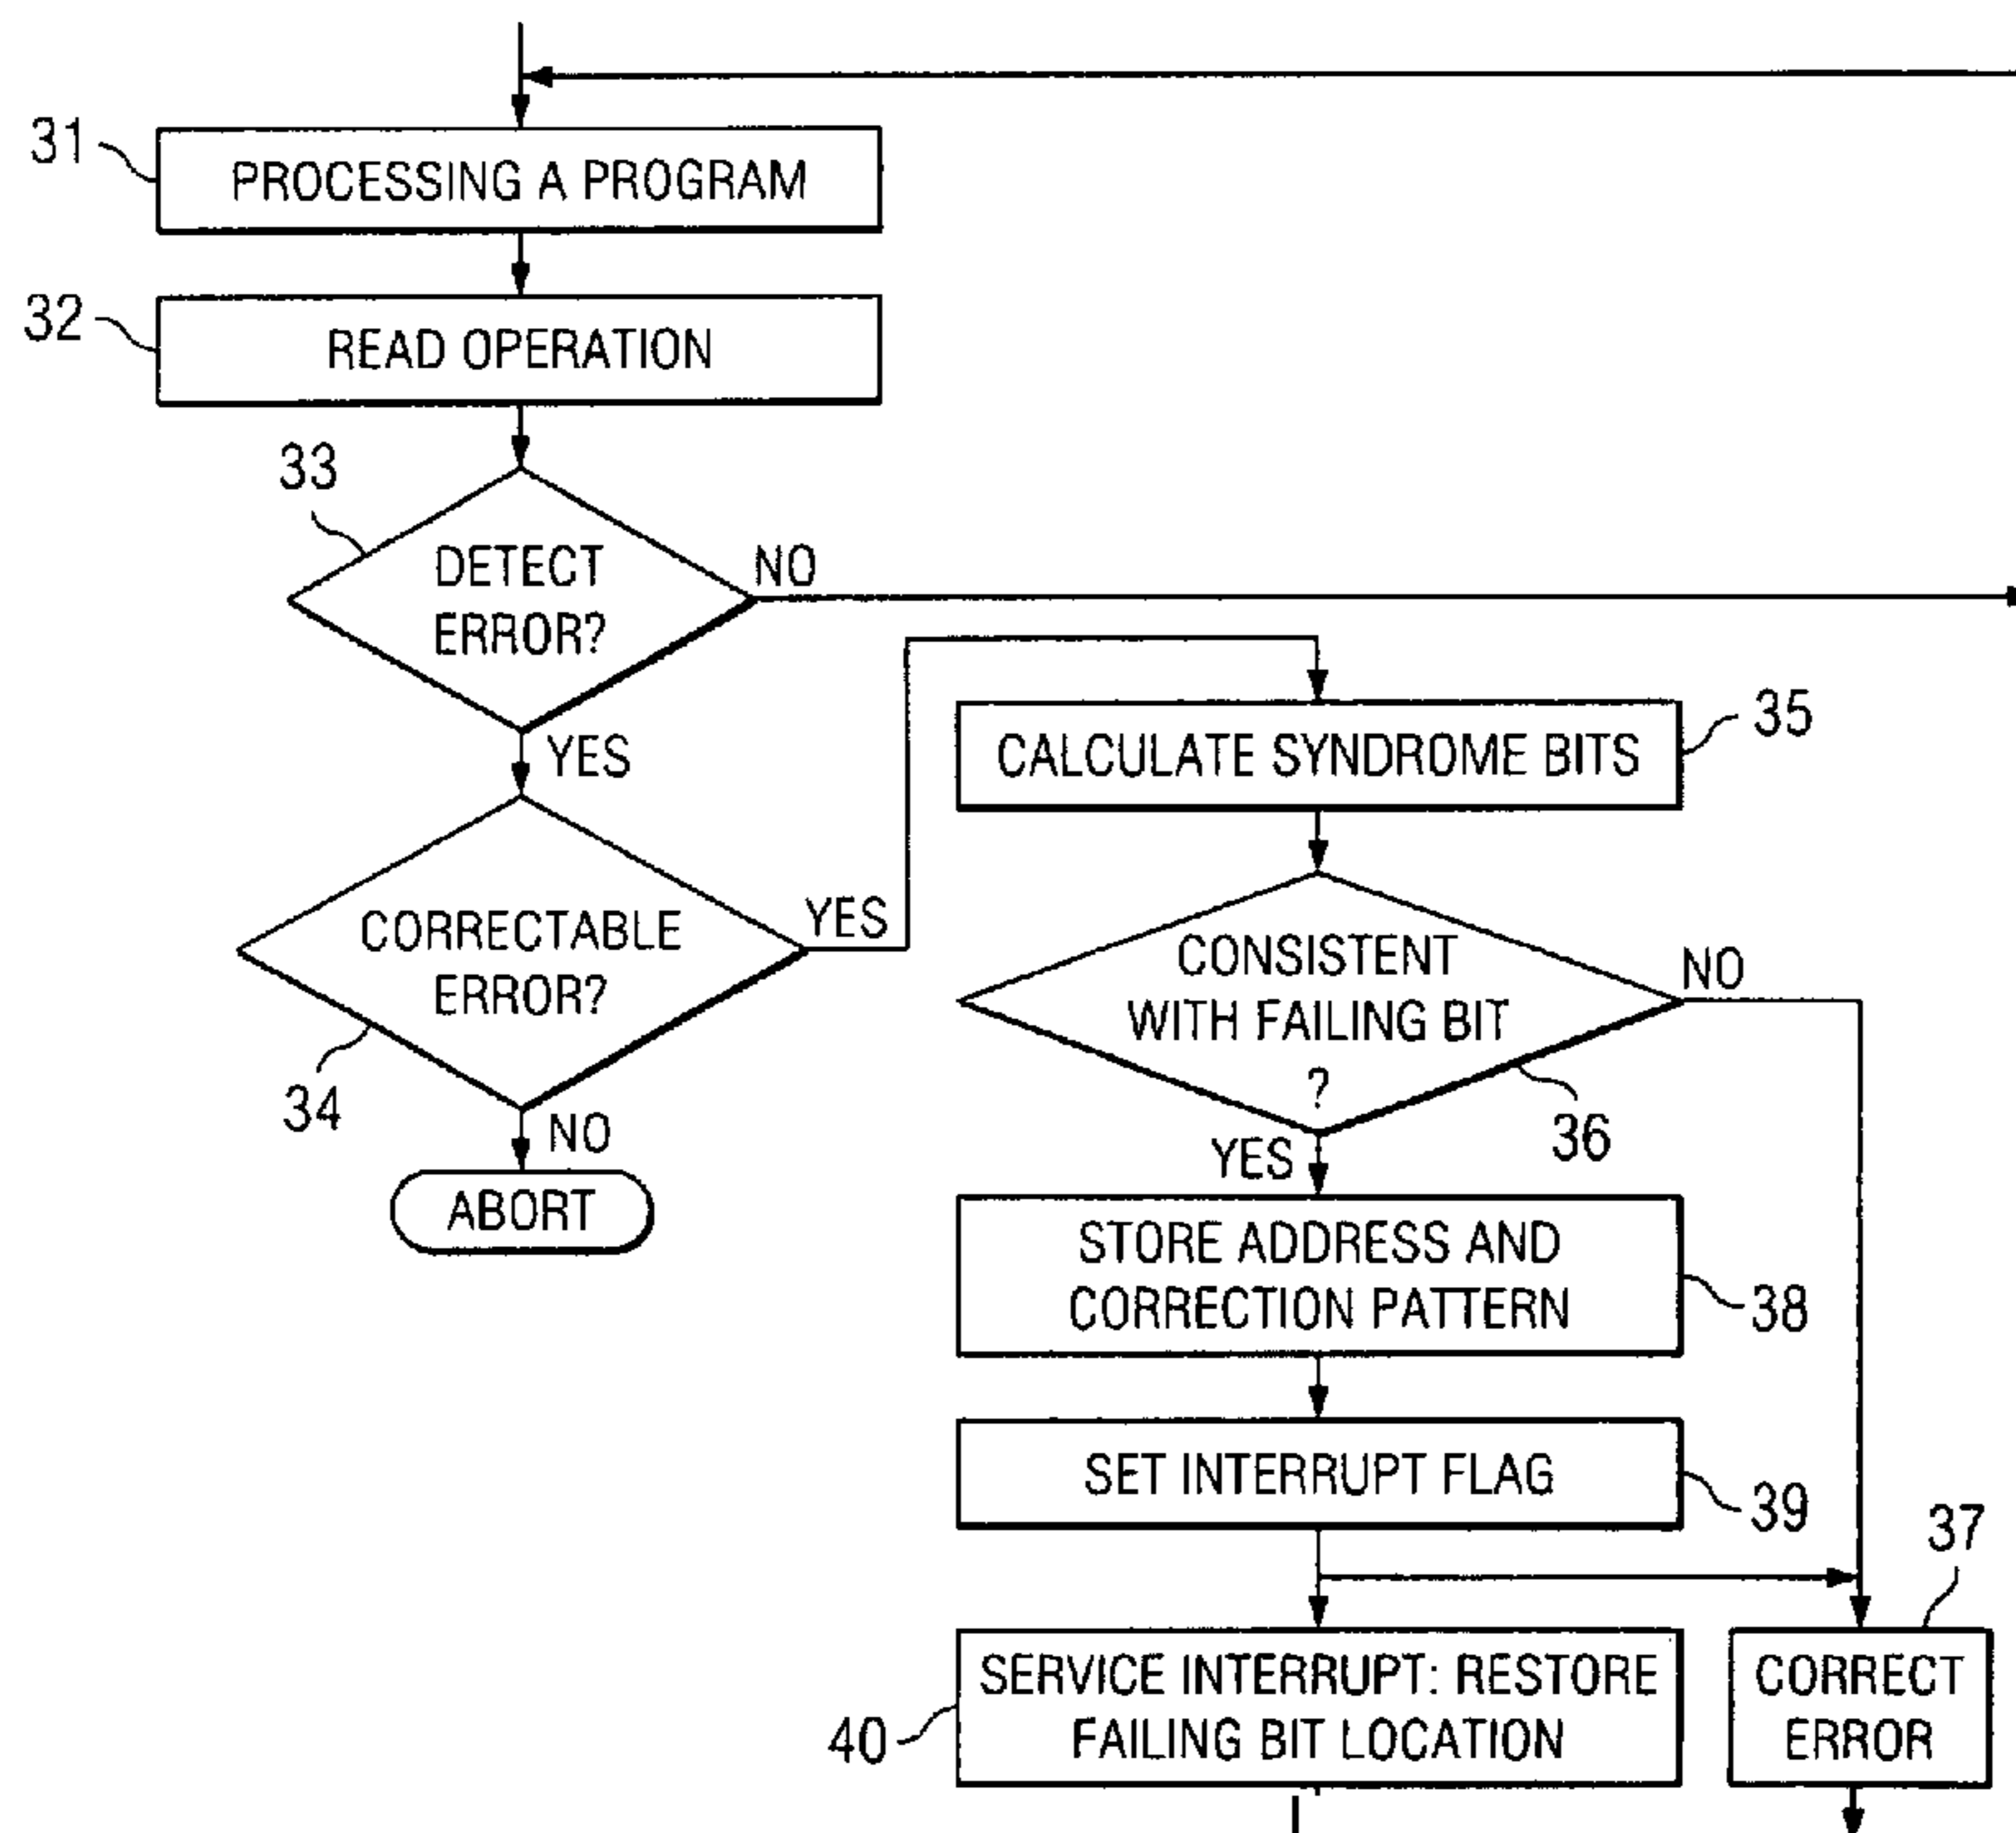 31
PROCESSING A PROGRAM
32
READ OPERATION
33
DETECT
ERROR?
NO
YES
CORRECTABLE
ERROR?
YES
34
NO
ABORT
35
CALCULATE SYNDROME BITS
CONSISTENT
WITH FAILING BIT
?
NO
36
YES
STORE ADDRESS AND
CORRECTION PATTERN
38
SET INTERRUPT FLAG
39
37
SERVICE INTERRUPT: RESTORE
FAILING BIT LOCATION
40
CORRECT
ERROR